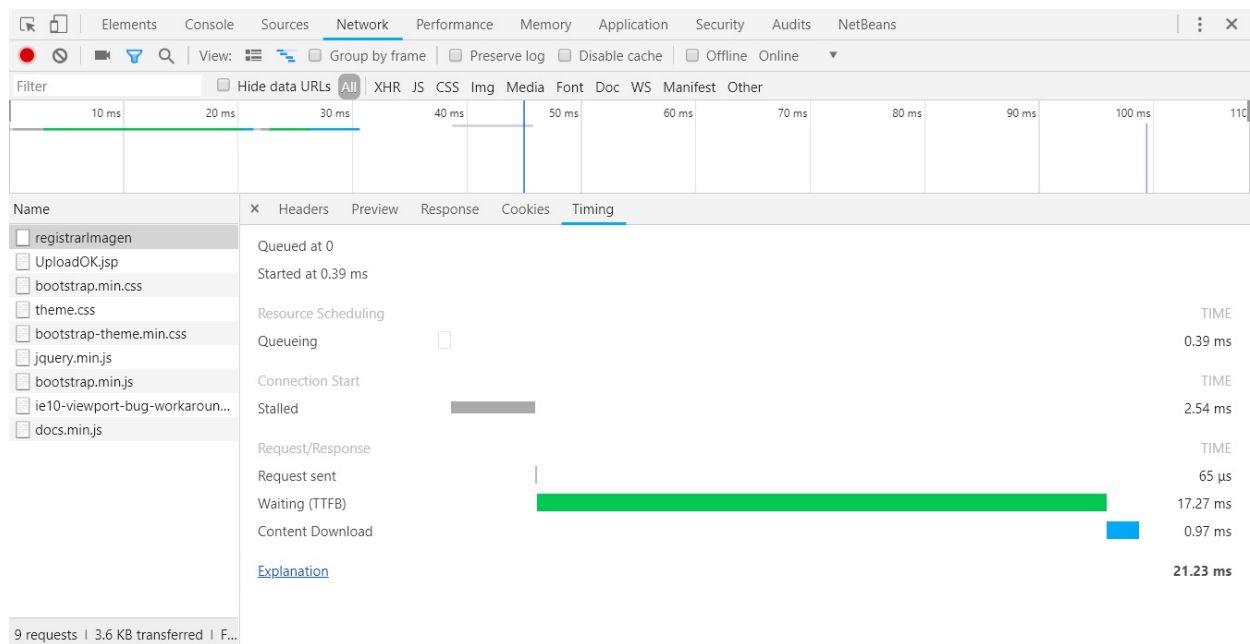 Elements Console Sources Network Performance Memory Application Security Audits NetBeans
View: Group by frame Preserve log Disable cache Offline Online
Filter Hide data URLs All XHR JS CSS Img Media Font Doc WS Manifest Other
10 ms 20 ms 30 ms 40 ms 50 ms 60 ms 70 ms 80 ms 90 ms 100 ms 110
Name
registrarImagen
UploadOK.jsp
bootstrap.min.css
theme.css
bootstrap-theme.min.css
jquery.min.js
bootstrap.min.js
ie10-viewport-bug-workaroun...
docs.min.js
9 requests | 3.6 KB transferred | F...
× Headers Preview Response Cookies Timing
Queued at 0
Started at 0.39 ms
Resource Scheduling TIME
Queueing 0.39 ms
Connection Start TIME
Stalled 2.54 ms
Request/Response TIME
Request sent 65 µs
Waiting (TTFB) 17.27 ms
Content Download 0.97 ms
Explanation 21.23 ms